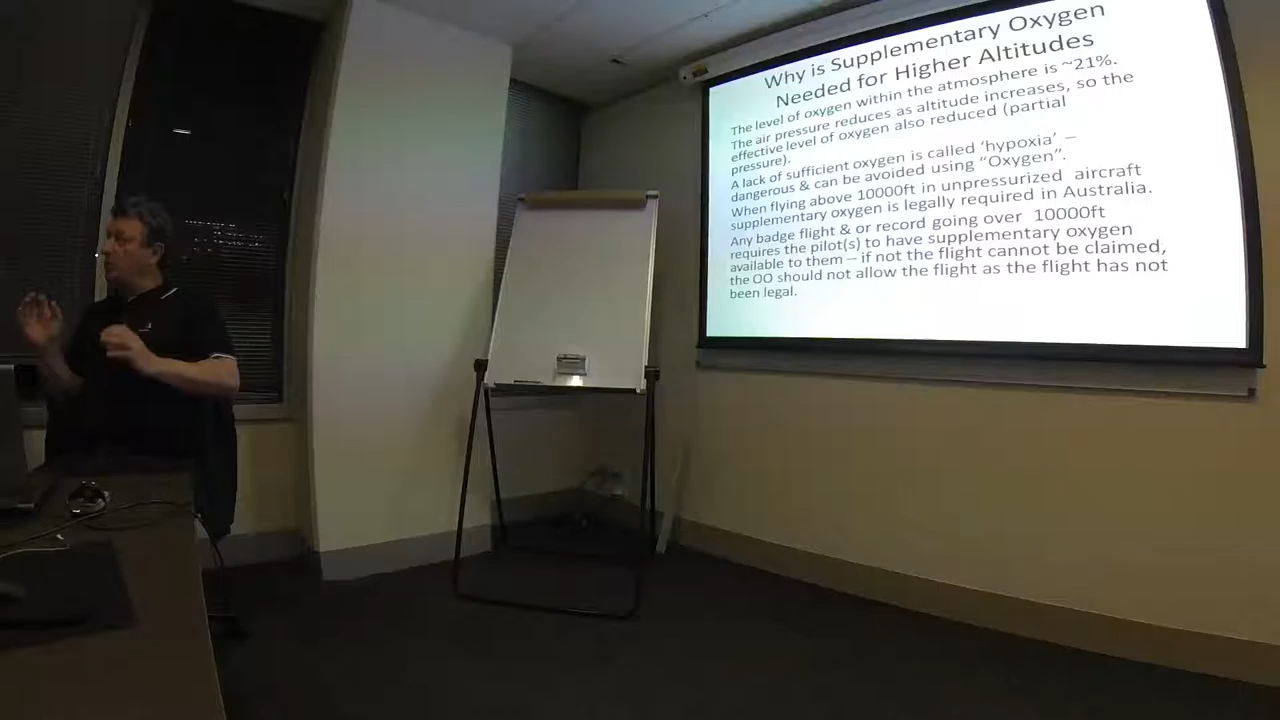 Why is Supplementary Oxygen
Needed for Higher Altitudes
The level of oxygen within the atmosphere is ~21%.
The air pressure reduces as altitude increases, so the
effective level of oxygen also reduced (partial
pressure).
A lack of sufficient oxygen is called ‘hypoxia’ –
dangerous & can be avoided using “Oxygen”.
When flying above 10000ft in unpressurized aircraft
supplementary oxygen is legally required in Australia.
Any badge flight & or record going over 10000ft
requires the pilot(s) to have supplementary oxygen
available to them – if not the flight cannot be claimed,
the OO should not allow the flight as the flight has not
been legal.